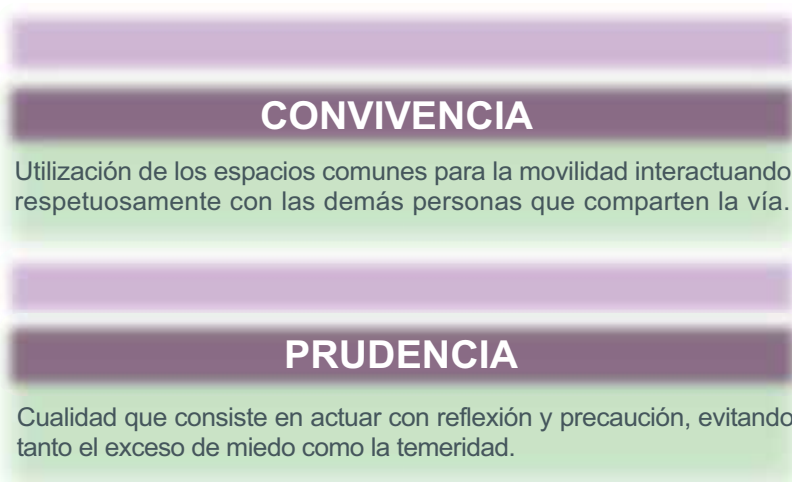 CONVIVENCIA
Utilización de los espacios comunes para la movilidad interactuando
respetuosamente con las demás personas que comparten la vía.
PRUDENCIA
Cualidad que consiste en actuar con reflexión y precaución, evitando
tanto el exceso de miedo como la temeridad.